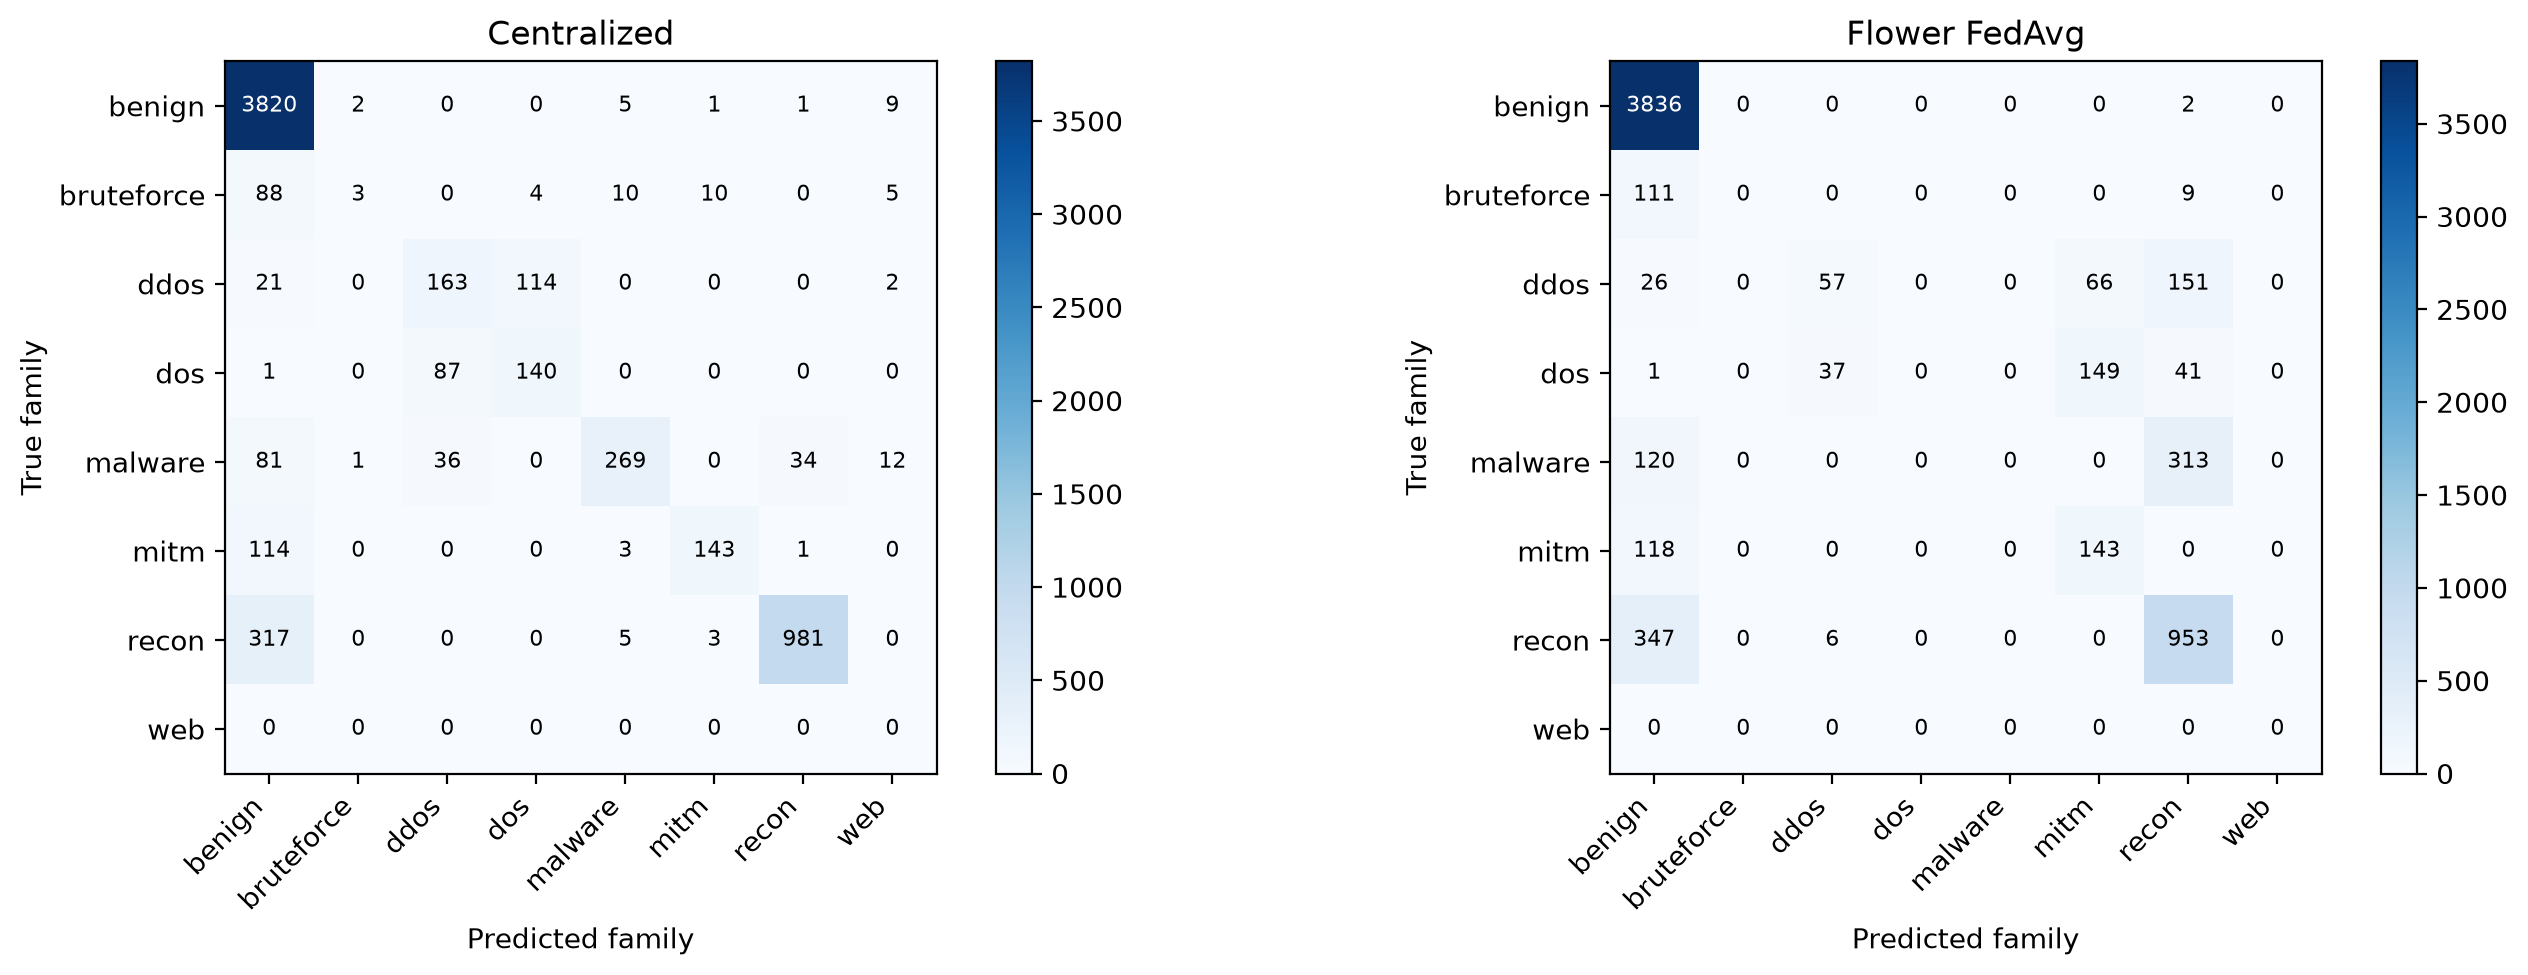 Centralized
True family
benign 3820 2 0 0 5 1 1 9
bruteforce 88 3 0 4 10 10 0 5
ddos 21 0 163 114 0 0 0 2
dos 1 0 87 140 0 0 0 0
malware 81 1 36 0 269 0 34 12
mitm 114 0 0 0 3 143 1 0
recon 317 0 0 0 5 3 981 0
web 0 0 0 0 0 0 0 0
benign bruteforce ddos dos malware mitm recon web
Predicted family
3500
3000
2500
2000
1500
1000
500
0
Flower FedAvg
True family
benign 3836 0 0 0 0 0 2 0
bruteforce 111 0 0 0 0 0 9 0
ddos 26 0 57 0 0 66 151 0
dos 1 0 37 0 0 149 41 0
malware 120 0 0 0 0 0 313 0
mitm 118 0 0 0 0 143 0 0
recon 347 0 6 0 0 0 953 0
web 0 0 0 0 0 0 0 0
benign bruteforce ddos dos malware mitm recon web
Predicted family
3500
3000
2500
2000
1500
1000
500
0